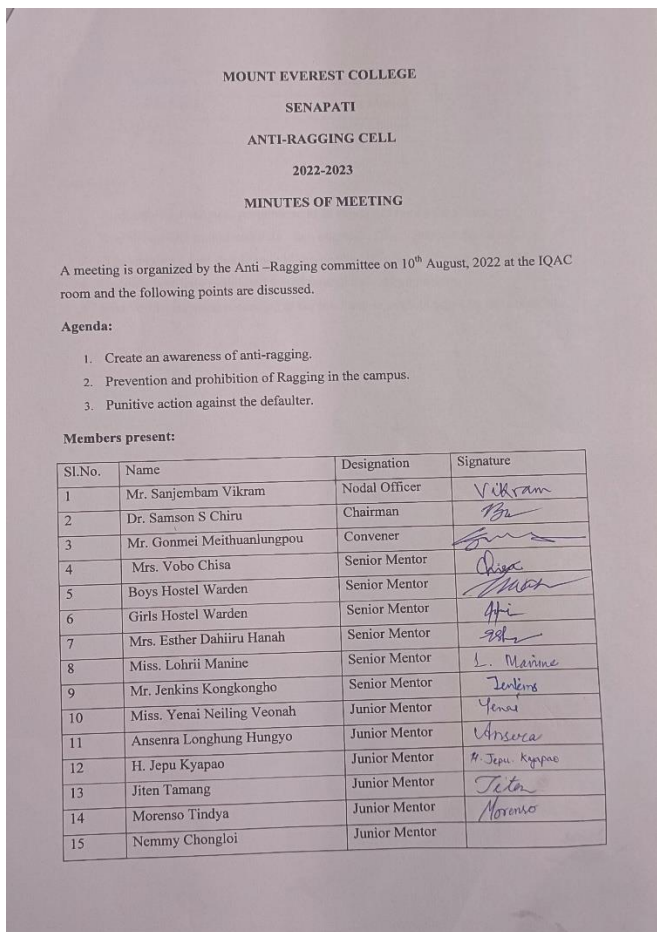 MOUNT EVEREST COLLEGE
SENAPATI
ANTI-RAGGING CELL
2022-2023
MINUTES OF MEETING
A meeting is organized by the Anti –Ragging committee on 10th August, 2022 at the IQAC
room and the following points are discussed.
Agenda:
1. Create an awareness of anti-ragging.
2. Prevention and prohibition of Ragging in the campus.
3. Punitive action against the defaulter.
Members present:
Sl.No. Name Designation Signature
1 Mr. Sanjembam Vikram Nodal Officer Vikram
2 Dr. Samson S Chiru Chairman
3 Mr. Gonmei Meithuanlungpou Convener
4 Mrs. Vobo Chisa Senior Mentor Chisa
5 Boys Hostel Warden Senior Mentor
6 Girls Hostel Warden Senior Mentor
7 Mrs. Esther Dahiiru Hanah Senior Mentor
8 Miss. Lohrii Manine Senior Mentor L. Manine
9 Mr. Jenkins Kongkongho Senior Mentor Jenkins
10 Miss. Yenai Neiling Veonah Junior Mentor Yenai
11 Ansenra Longhung Hungyo Junior Mentor
12 H. Jepu Kyapao Junior Mentor H. Jepu. Kyapao
13 Jiten Tamang Junior Mentor Jiten
14 Morenso Tindya Junior Mentor Morenso
15 Nemmy Chongloi Junior Mentor